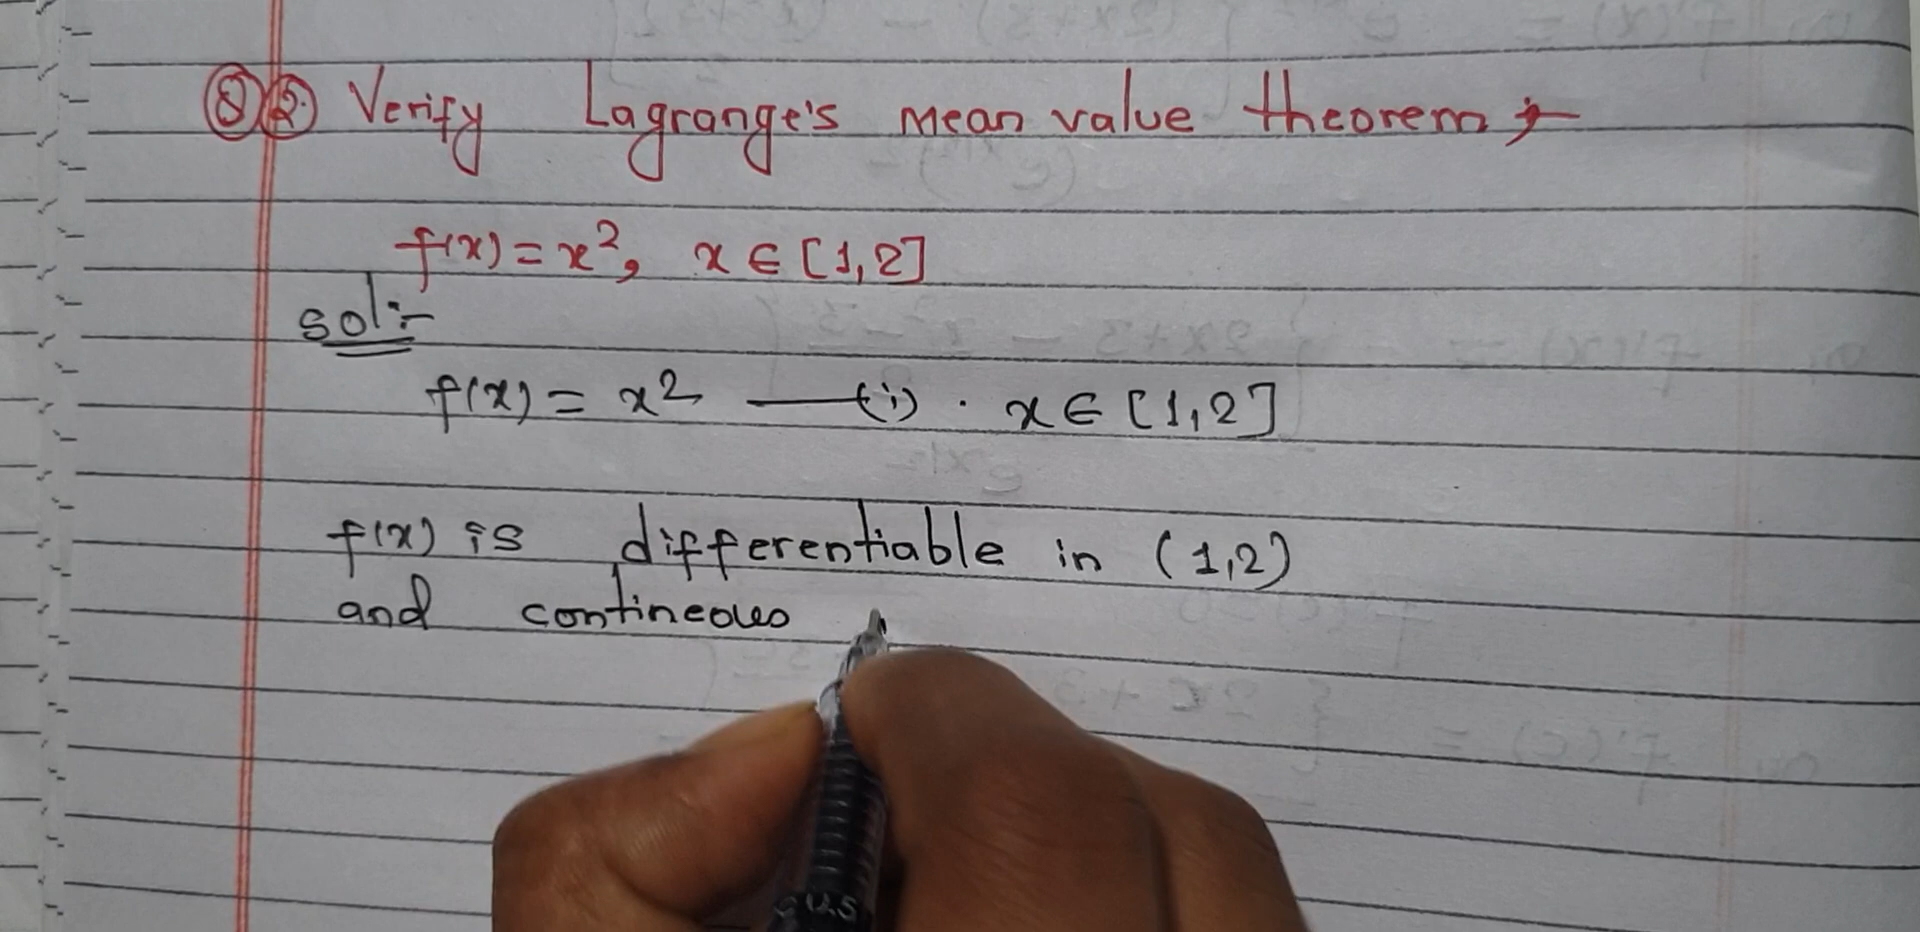 Q 2. Verify Lagrange's mean value theorem :-
f(x) = x², x ∈ [1,2]
sol:-
f(x) = x² —(i) . x ∈ [1,2]
f(x) is differentiable in (1,2)
and contineous